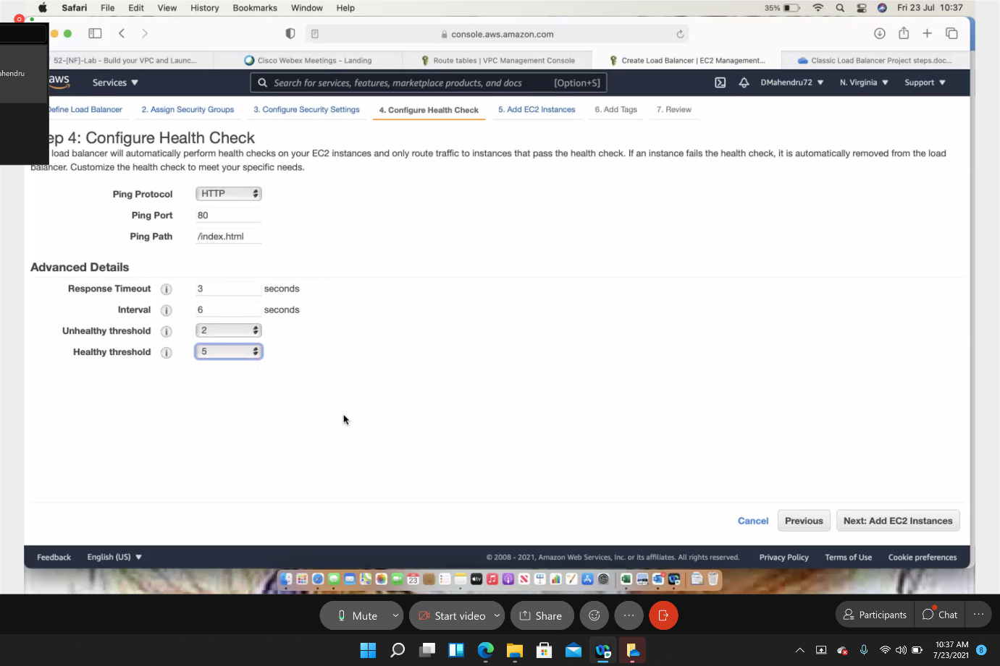 Safari File Edit View History Bookmarks Window Help 35% Fri 23 Jul 10:37
console.aws.amazon.com
52-[NF]-Lab - Build your VPC and Launc... Cisco Webex Meetings - Landing Route tables | VPC Management Console Create Load Balancer | EC2 Management... Classic Load Balancer Project steps.doc...
ahendru
aws Services Search for services, features, marketplace products, and docs [Option+S] DMahendru72 N. Virginia Support
Define Load Balancer 2. Assign Security Groups 3. Configure Security Settings 4. Configure Health Check 5. Add EC2 Instances 6. Add Tags 7. Review
ep 4: Configure Health Check
load balancer will automatically perform health checks on your EC2 instances and only route traffic to instances that pass the health check. If an instance fails the health check, it is automatically removed from the load
balancer. Customize the health check to meet your specific needs.
Ping Protocol HTTP
Ping Port 80
Ping Path /index.html
Advanced Details
Response Timeout i 3 seconds
Interval i 6 seconds
Unhealthy threshold i 2
Healthy threshold i 5
Cancel Previous Next: Add EC2 Instances
Feedback English (US) © 2008 - 2021, Amazon Web Services, Inc. or its affiliates. All rights reserved. Privacy Policy Terms of Use Cookie preferences
23 tv
Mute Start video Share ... Participants Chat ...
10:37 AM
7/23/2021 8